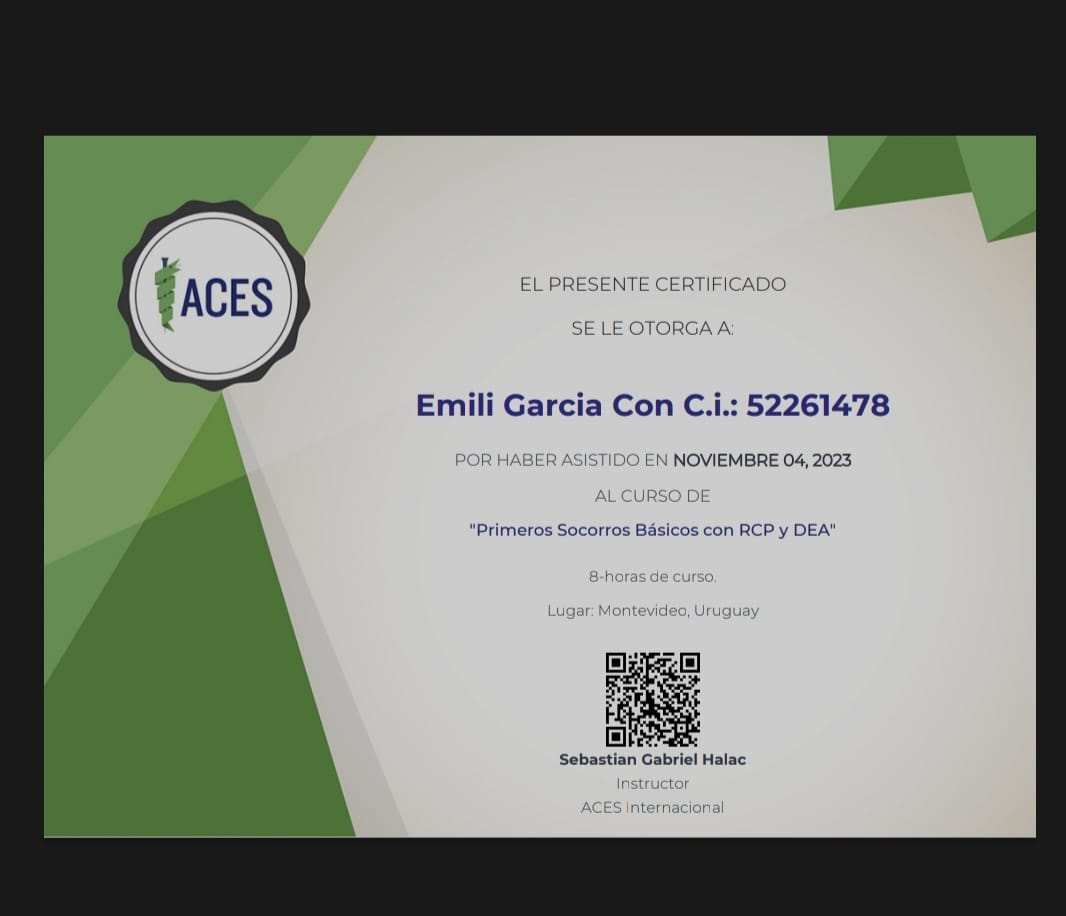 ACES
EL PRESENTE CERTIFICADO
SE LE OTORGA A:
Emili Garcia Con C.i.: 52261478
POR HABER ASISTIDO EN NOVIEMBRE 04, 2023
AL CURSO DE
"Primeros Socorros Básicos con RCP y DEA"
8-horas de curso.
Lugar: Montevideo, Uruguay
Sebastian Gabriel Halac
Instructor
ACES Internacional